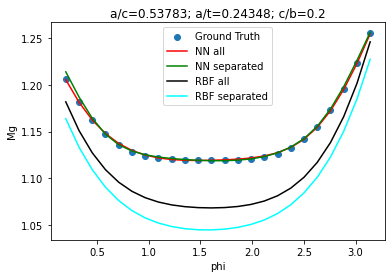 a/c=0.53783; a/t=0.24348; c/b=0.2
Ground Truth
NN all
NN separated
RBF all
RBF separated
Mg
1.25
1.20
1.15
1.10
1.05
0.5
1.0
1.5
2.0
2.5
3.0
phi